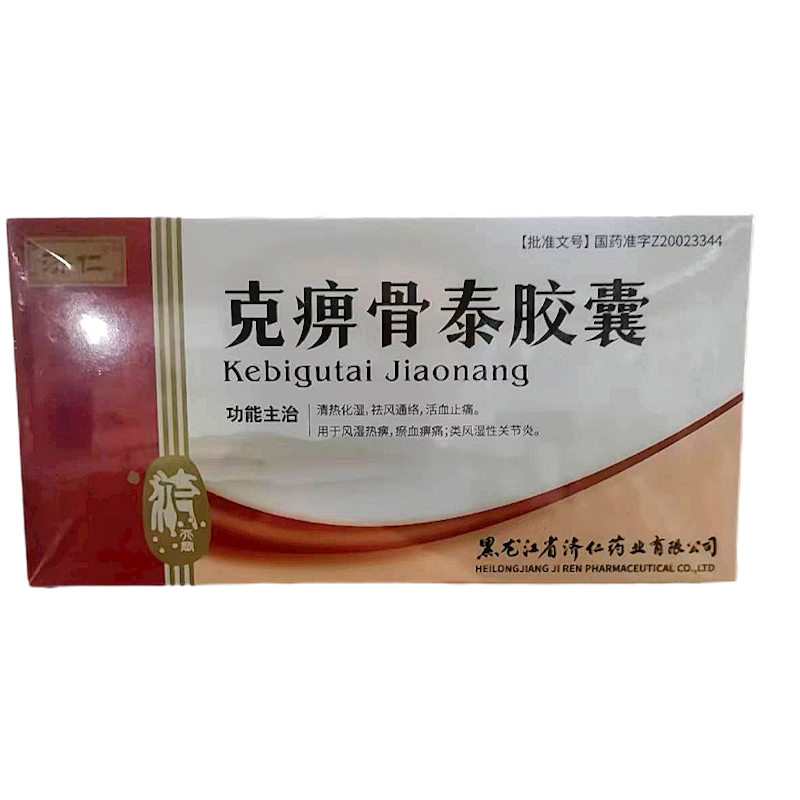 【批准文号】国药准字Z20023344
克痹骨泰胶囊
Kebigutai Jiaonang
功能主治
清热化湿,祛风通络,活血止痛。
用于风湿热痹,瘀血痹痛;类风湿性关节炎。
黑龙江省济仁药业有限公司
HEILONGJIANG JI REN PHARMACEUTICAL CO.,LTD